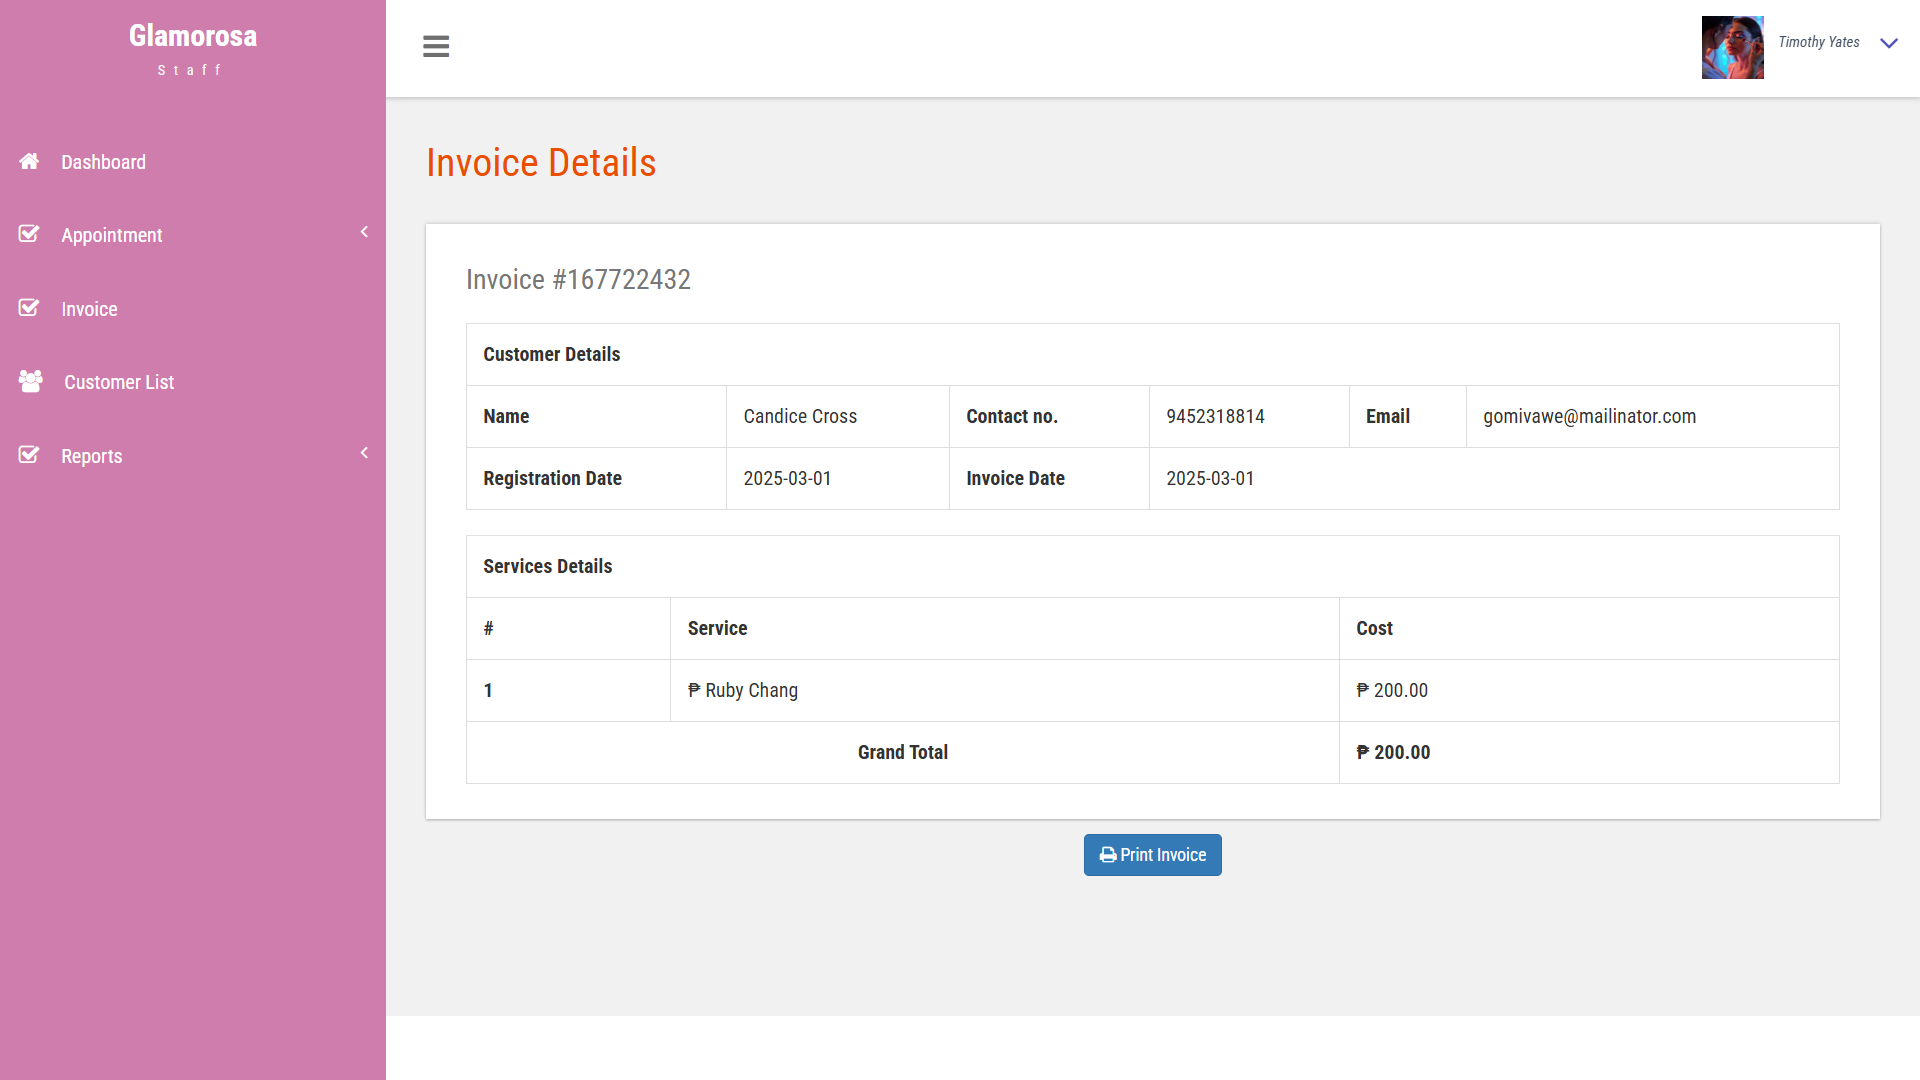 Glamorosa
Staff
Timothy Yates
Dashboard
Appointment
Invoice
Customer List
Reports
Invoice Details
Invoice #167722432
Customer Details
Name Candice Cross Contact no. 9452318814 Email gomivawe@mailinator.com
Registration Date 2025-03-01 Invoice Date 2025-03-01
Services Details
# Service Cost
1 ₱ Ruby Chang ₱ 200.00
Grand Total ₱ 200.00
Print Invoice